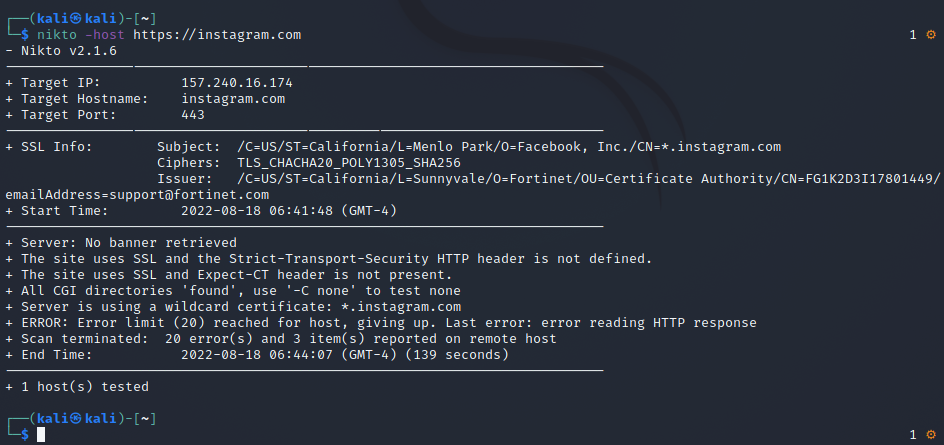 ┌──(kali㉿kali)-[~]
└─$ nikto -host https://instagram.com 1 ⚙
- Nikto v2.1.6
---------------------------------------------------------------------------
+ Target IP:          157.240.16.174
+ Target Hostname:    instagram.com
+ Target Port:        443
---------------------------------------------------------------------------
+ SSL Info:        Subject:  /C=US/ST=California/L=Menlo Park/O=Facebook, Inc./CN=*.instagram.com
                   Ciphers:  TLS_CHACHA20_POLY1305_SHA256
                   Issuer:   /C=US/ST=California/L=Sunnyvale/O=Fortinet/OU=Certificate Authority/CN=FG1K2D3I17801449/
emailAddress=support@fortinet.com
+ Start Time:         2022-08-18 06:41:48 (GMT-4)
---------------------------------------------------------------------------
+ Server: No banner retrieved
+ The site uses SSL and the Strict-Transport-Security HTTP header is not defined.
+ The site uses SSL and Expect-CT header is not present.
+ All CGI directories 'found', use '-C none' to test none
+ Server is using a wildcard certificate: *.instagram.com
+ ERROR: Error limit (20) reached for host, giving up. Last error: error reading HTTP response
+ Scan terminated:  20 error(s) and 3 item(s) reported on remote host
+ End Time:           2022-08-18 06:44:07 (GMT-4) (139 seconds)
---------------------------------------------------------------------------
+ 1 host(s) tested
┌──(kali㉿kali)-[~]
└─$ 1 ⚙